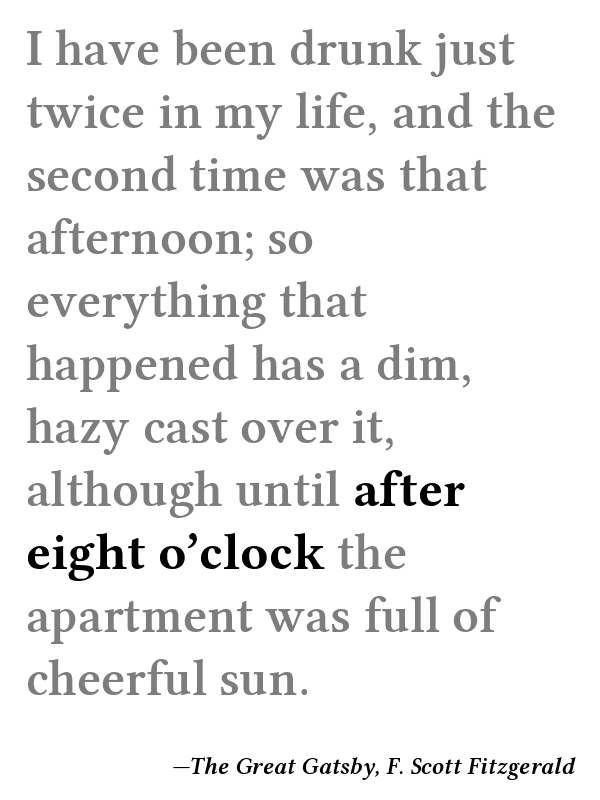 I have been drunk just
twice in my life, and the
second time was that
afternoon; so
everything that
happened has a dim,
hazy cast over it,
although until after
eight o’clock the
apartment was full of
cheerful sun.
—The Great Gatsby, F. Scott Fitzgerald